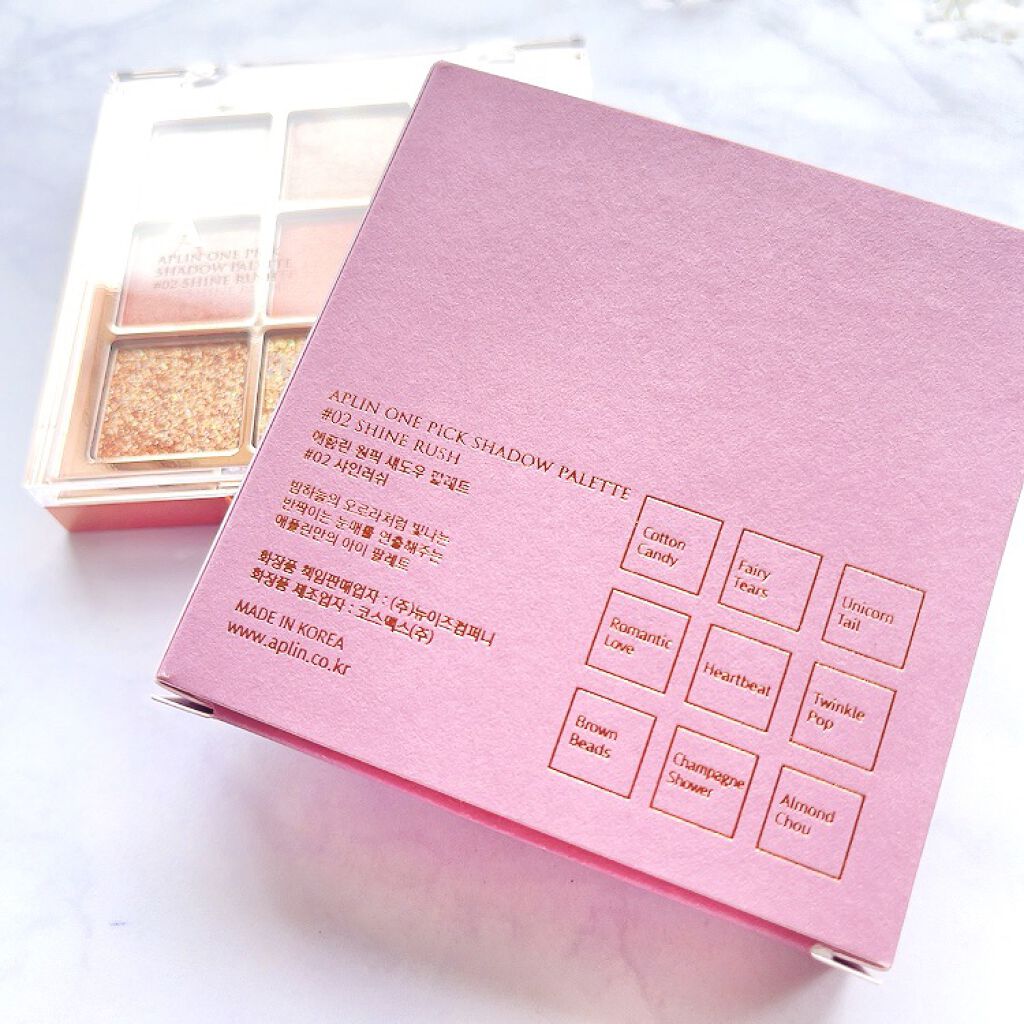 APLIN ONE PICK
SHADOW PALETTE
#02 SHINE RUSH
APLIN ONE PICK SHADOW PALETTE
#02 SHINE RUSH
애플린 원픽 섀도우 팔레트
#02 샤인러쉬
밤하늘의 오로라처럼 빛나는
반짝이는 눈매를 연출해주는
애플린만의 아이 팔레트
화장품 책임판매업자 : (주)뉴이즈컴퍼니
화장품 제조업자 : 코스맥스(주)
MADE IN KOREA
www.aplin.co.kr
Cotton
Candy
Fairy
Tears
Unicorn
Tail
Romantic
Love
Heartbeat
Twinkle
Pop
Brown
Beads
Champagne
Shower
Almond
Chou